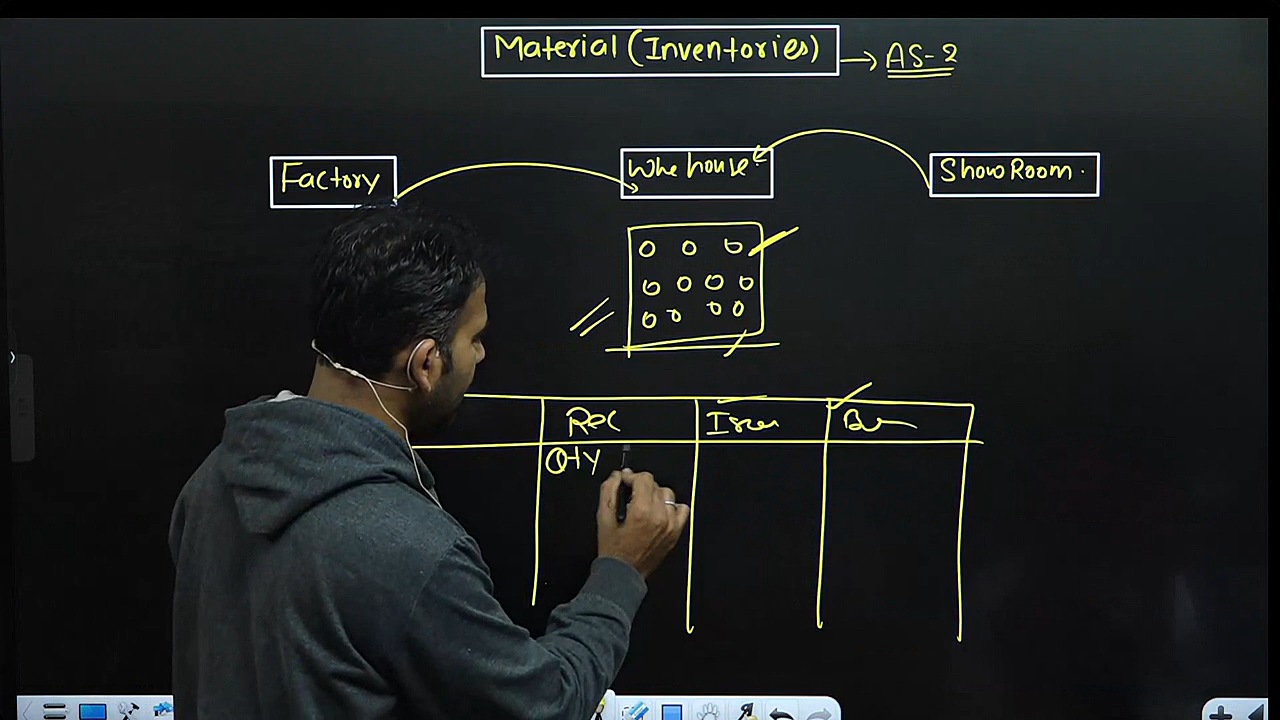 Material (Inventories) → AS-2
Factory
Whe house
Show Room.
Rec
Qty